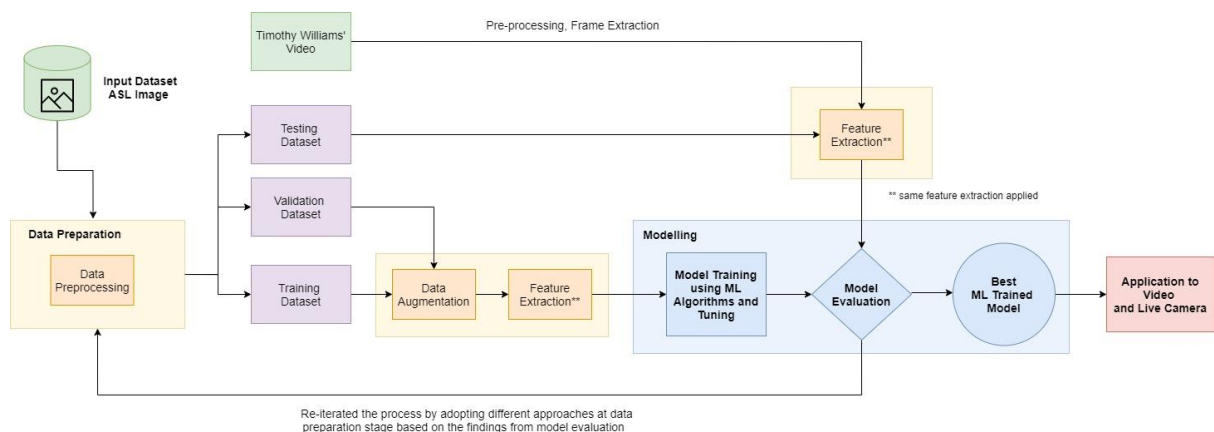 Timothy Williams'
Video
Pre-processing, Frame Extraction
Input Dataset
ASL Image
Testing
Dataset
Feature
Extraction**
** same feature extraction applied
Validation
Dataset
Data Preparation
Data
Preprocessing
Training
Dataset
Data
Augmentation
Feature
Extraction**
Modelling
Model Training
using ML
Algorithms and
Tuning
Model
Evaluation
Best
ML Trained
Model
Application to
Video
and Live Camera
Re-iterated the process by adopting different approaches at data
preparation stage based on the findings from model evaluation